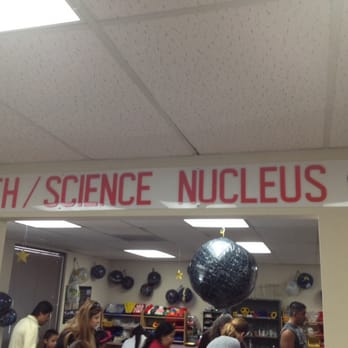 TH / SCIENCE NUCLEUS